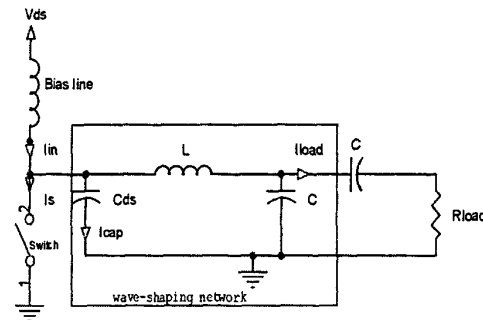 Vds
Bias line
Iin
L
Iload
C
Is
Cds
C
Rload
2
Icap
Switch
1
wave-shaping network